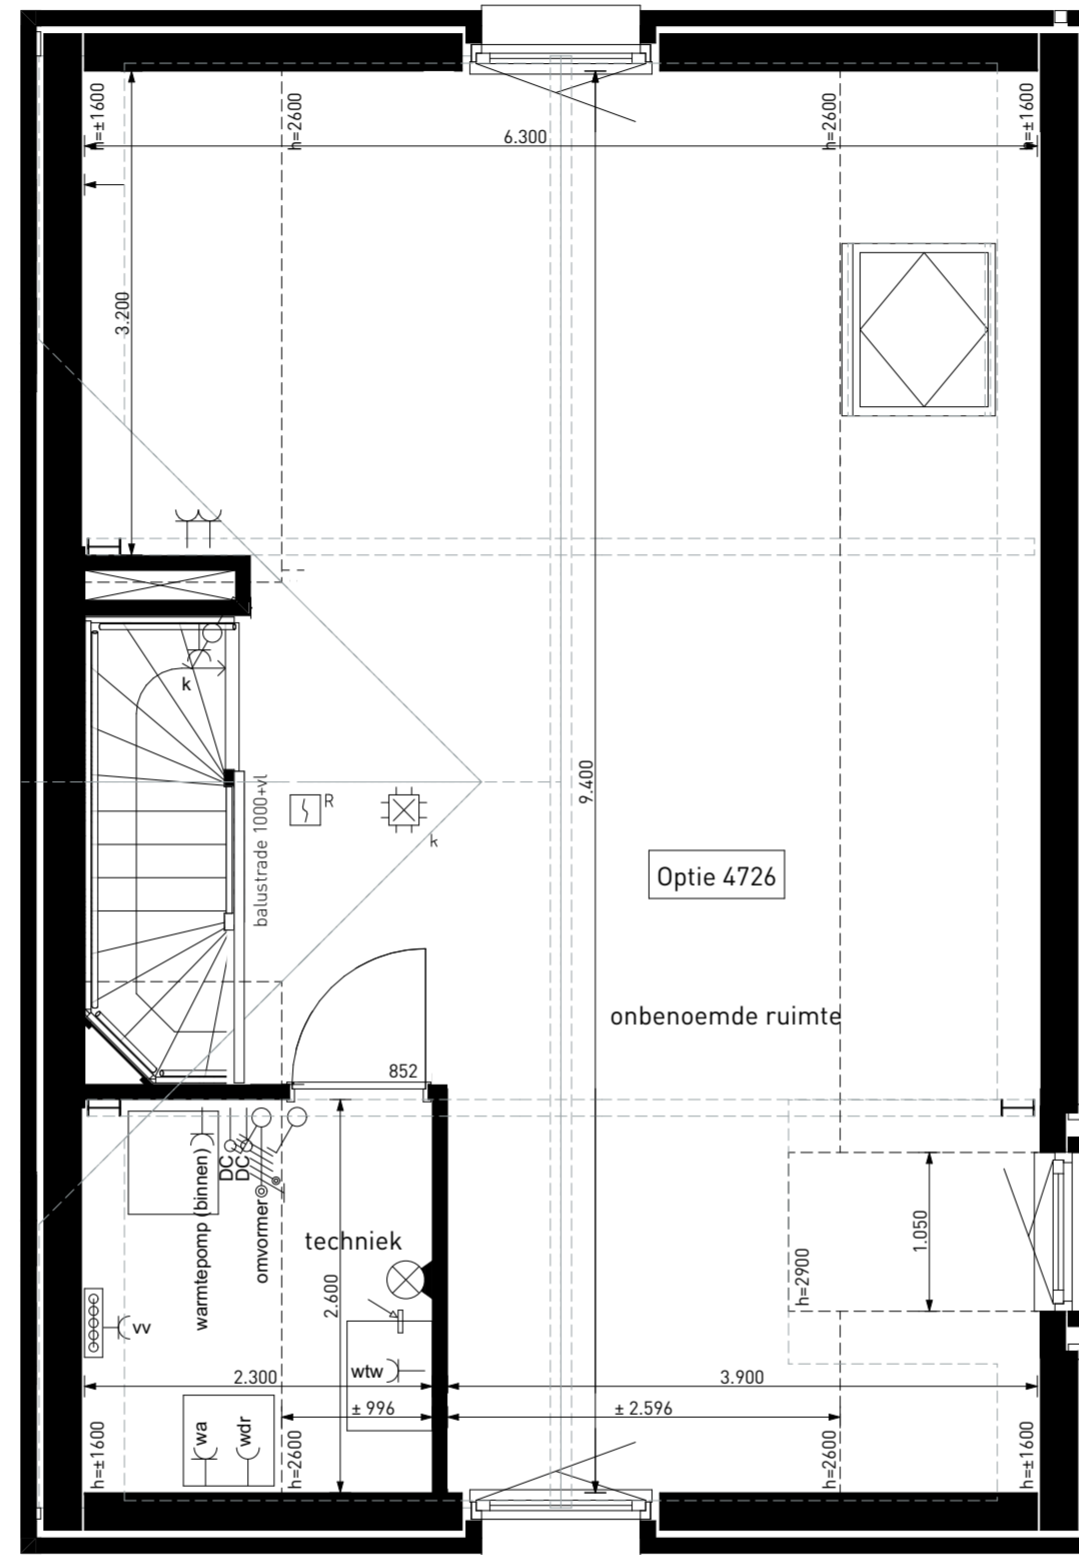 h=±1600
h=2600
h=2600
h=±1600
6.300
3.200
k
balustrade 1000+vl
R
k
9.400
Optie 4726
onbenoemde ruimte
852
warmtepomp (binnen)
DC
DC
omvormer
techniek
2.600
1.050
h=2900
vv
wtw
2.300
3.900
± 996
± 2.596
wa
wdr
h=±1600
h=2600
h=2600
h=±1600